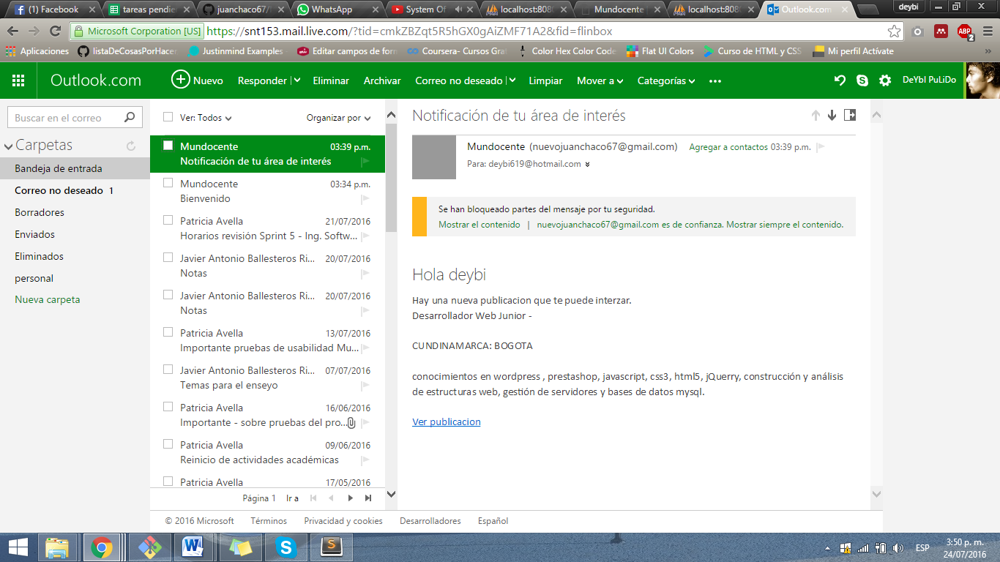 (1) Facebook
tareas pendie
juanchaco67/
WhatsApp
System Of
localhost:8080
Mundocente
localhost:8080
Outlook.com
deybi
Microsoft Corporation [US]
https://snt153.mail.live.com/?tid=cmkZBZqt5R5hGX0gAiZMF71A2&fid=flinbox
ABP
2
Aplicaciones
listaDeCosasPorHacer
Justinmind Examples
Editar campos de form
Coursera- Cursos Grat
Color Hex Color Code
Flat UI Colors
Curso de HTML y CSS
Mi perfil Actívate
»
Outlook.com
Nuevo
Responder
Eliminar
Archivar
Correo no deseado
Limpiar
Mover a
Categorías
DeYbI PuLiDo
Buscar en el correo
Carpetas
Bandeja de entrada
Correo no deseado 1
Borradores
Enviados
Eliminados
personal
Nueva carpeta
Ver: Todos
Organizar por
Mundocente 03:39 p.m.
Notificación de tu área de interés
Mundocente 03:34 p.m.
Bienvenido
Patricia Avella 21/07/2016
Horarios revisión Sprint 5 - Ing. Softw...
Javier Antonio Ballesteros Ri... 20/07/2016
Notas
Javier Antonio Ballesteros Ri... 20/07/2016
Notas
Patricia Avella 13/07/2016
Importante pruebas de usabilidad Mu...
Javier Antonio Ballesteros Ri... 07/07/2016
Temas para el enseyo
Patricia Avella 16/06/2016
Importante - sobre pruebas del pro...
Patricia Avella 09/06/2016
Reinicio de actividades académicas
Patricia Avella 17/05/2016
Página 1 Ir a
Notificación de tu área de interés
Mundocente (nuevojuanchaco67@gmail.com) Agregar a contactos 03:39 p.m.
Para: deybi619@hotmail.com
Se han bloqueado partes del mensaje por tu seguridad.
Mostrar el contenido | nuevojuanchaco67@gmail.com es de confianza. Mostrar siempre el contenido.
Hola deybi
Hay una nueva publicacion que te puede interzar.
Desarrollador Web Junior -
CUNDINAMARCA: BOGOTA
conocimientos en wordpress , prestashop, javascript, css3, html5, jQuerry, construcción y análisis
de estructuras web, gestión de servidores y bases de datos mysql.
Ver publicacion
© 2016 Microsoft Términos Privacidad y cookies Desarrolladores Español
ESP
3:50 p. m.
24/07/2016